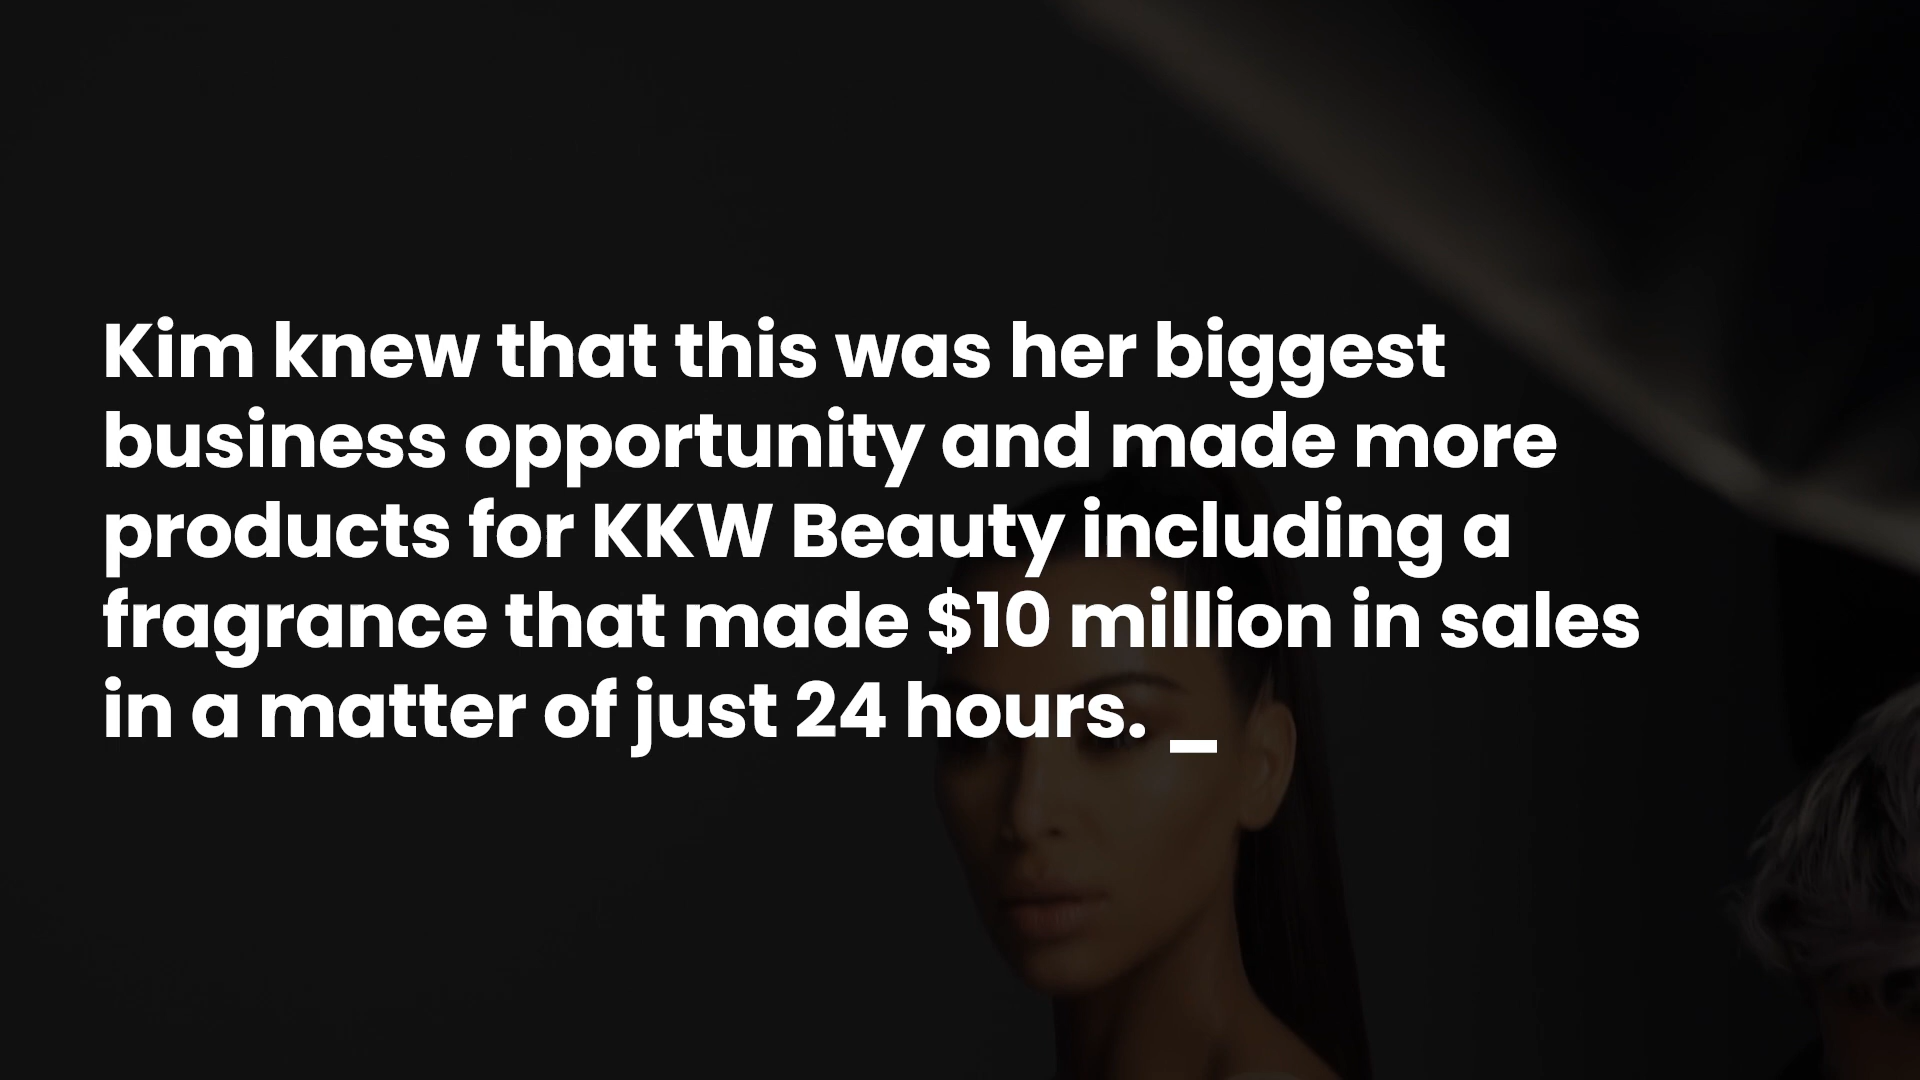 Kim knew that this was her biggest
business opportunity and made more
products for KKW Beauty including a
fragrance that made $10 million in sales
in a matter of just 24 hours. _